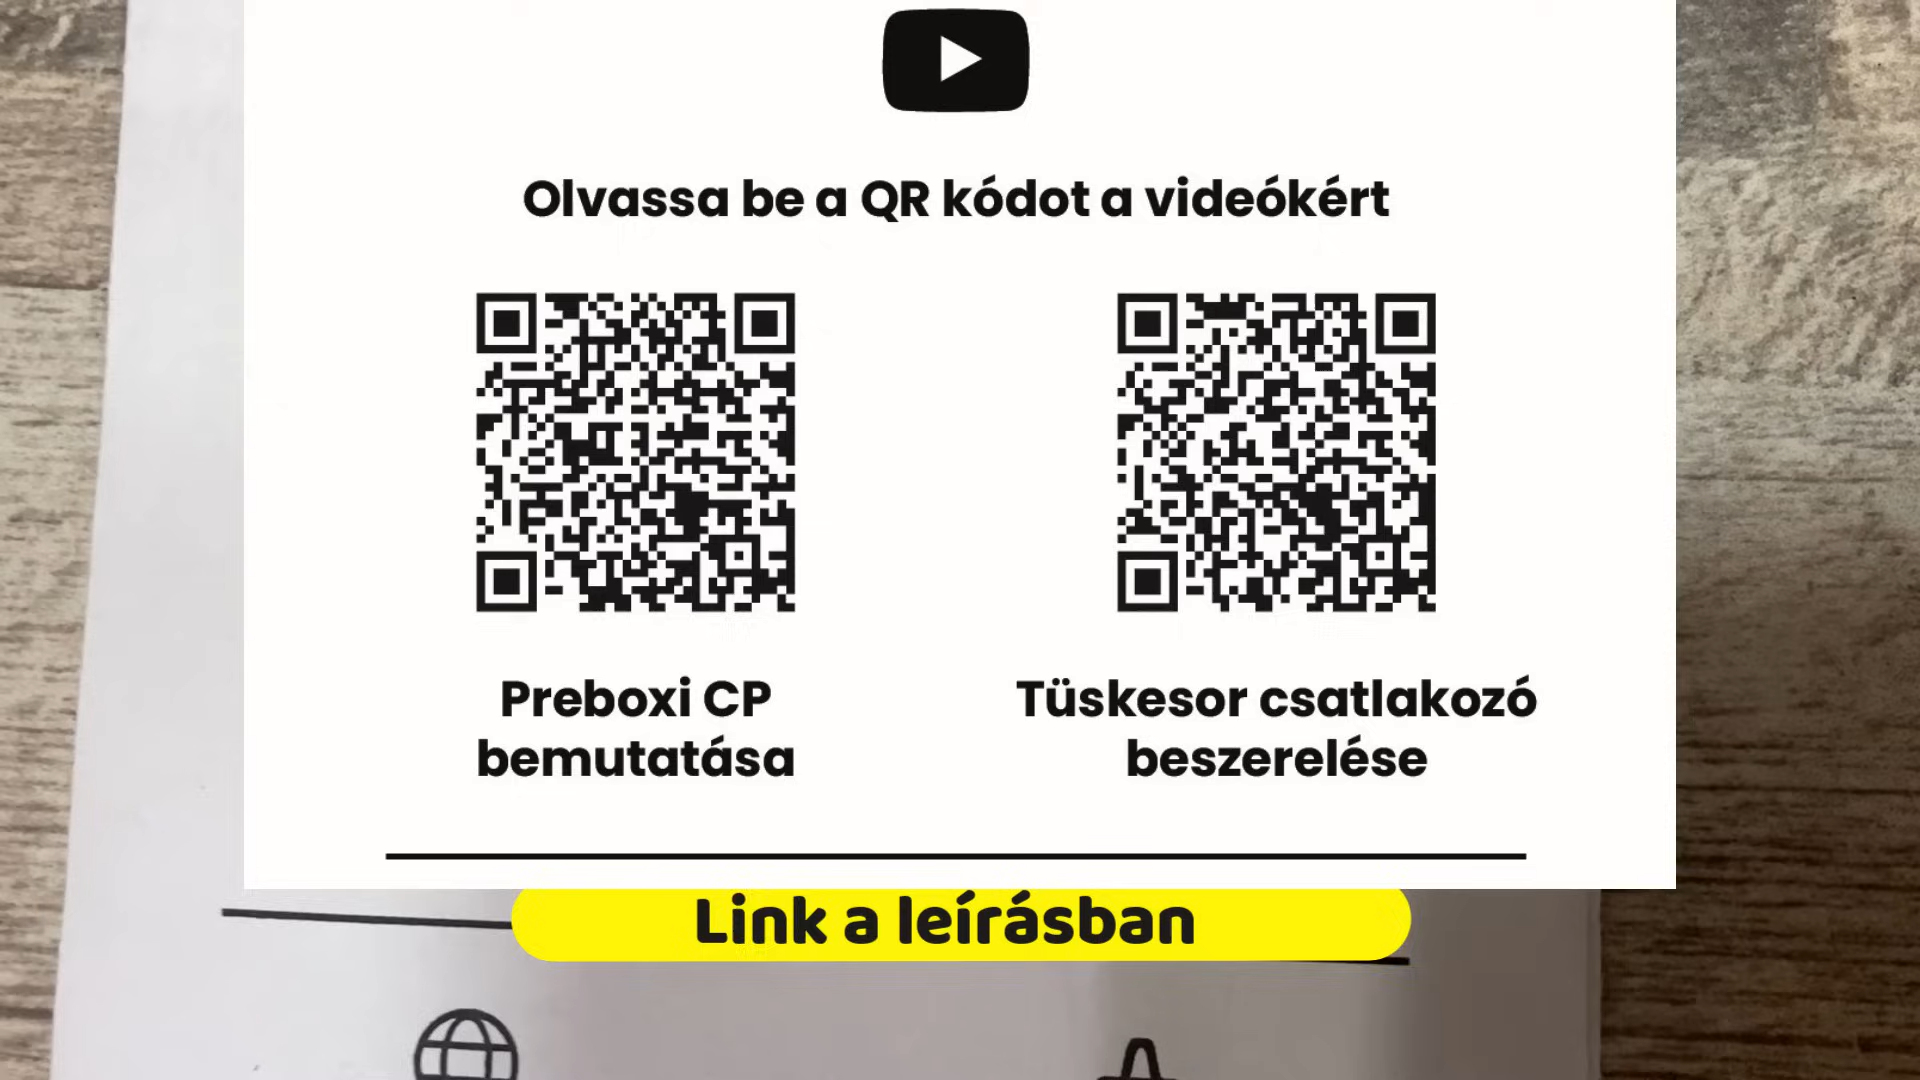 Olvassa be a QR kódot a videókért
Preboxi CP
bemutatása
Tüskesor csatlakozó
beszerelése
Link a leírásban